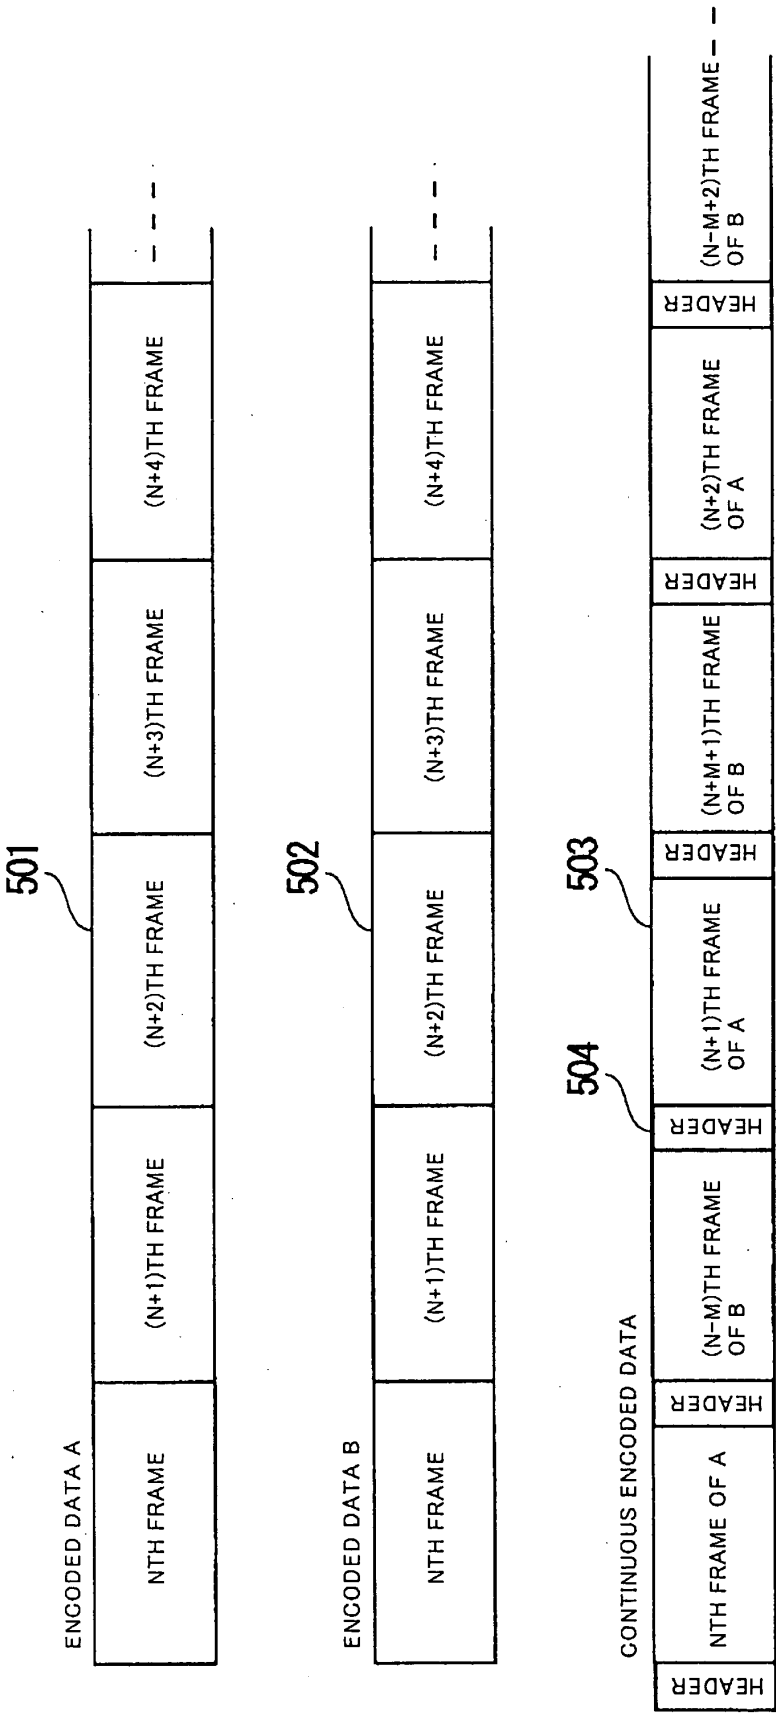 501
ENCODED DATA A
NTH FRAME
(N+1)TH FRAME
(N+2)TH FRAME
(N+3)TH FRAME
(N+4)TH FRAME
502
ENCODED DATA B
NTH FRAME
(N+1)TH FRAME
(N+2)TH FRAME
(N+3)TH FRAME
(N+4)TH FRAME
503
504
CONTINUOUS ENCODED DATA
HEADER
NTH FRAME OF A
HEADER
(N-M)TH FRAME
OF B
HEADER
(N+1)TH FRAME
OF A
HEADER
(N+M+1)TH FRAME
OF B
HEADER
(N+2)TH FRAME
OF A
HEADER
(N-M+2)TH FRAME
OF B